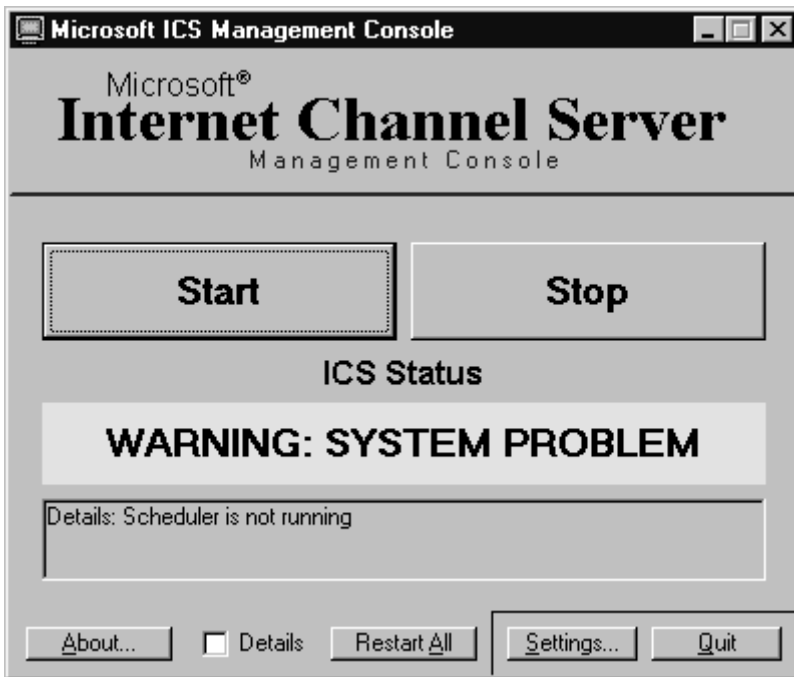 Microsoft ICS Management Console
Microsoft®
Internet Channel Server
Management Console
Start
Stop
ICS Status
WARNING: SYSTEM PROBLEM
Details: Scheduler is not running
About...
Details
Restart All
Settings...
Quit